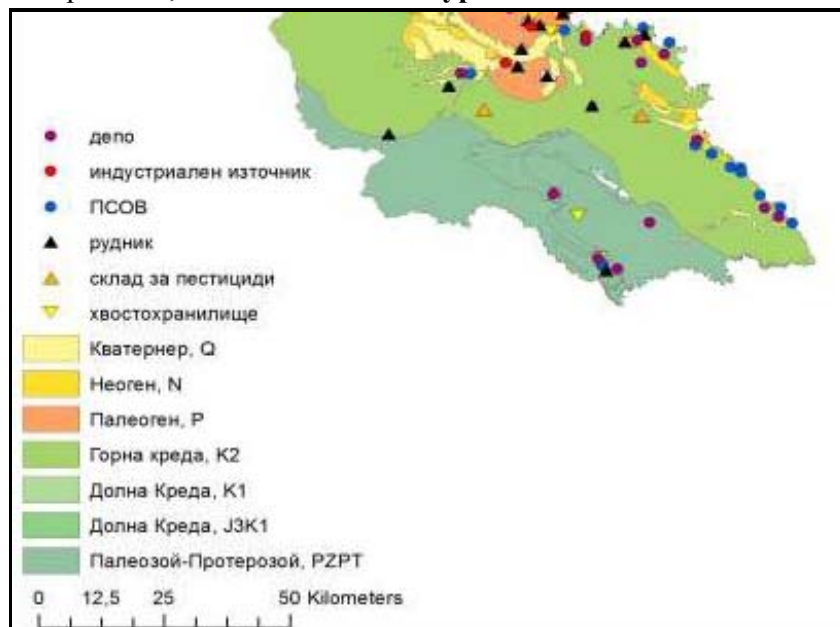 депо
индустриален източник
ПСОВ
рудник
склад за пестициди
хвостохранилище
Кватернер, Q
Неоген, N
Палеоген, P
Горна креда, K2
Долна Креда, K1
Долна Креда, J3K1
Палеозой-Протерозой, PZPT
0 12,5 25 50 Kilometers